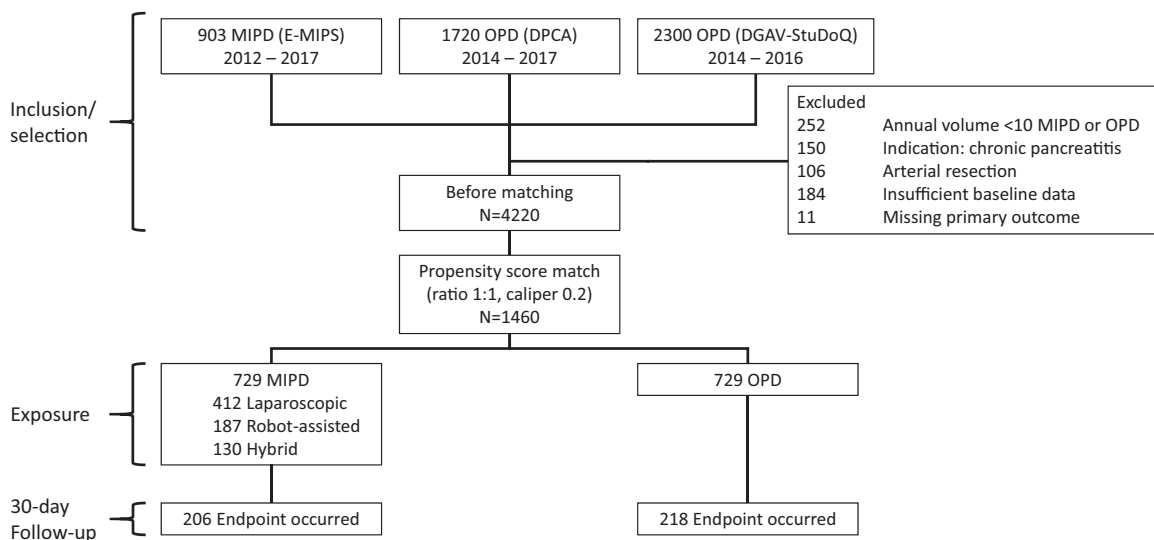 903 MIPD (E-MIPS)
2012 – 2017
1720 OPD (DPCA)
2014 – 2017
2300 OPD (DGAV-StuDoQ)
2014 – 2016
Inclusion/
selection
Excluded
252 Annual volume <10 MIPD or OPD
150 Indication: chronic pancreatitis
106 Arterial resection
184 Insufficient baseline data
11 Missing primary outcome
Before matching
N=4220
Propensity score match
(ratio 1:1, caliper 0.2)
N=1460
Exposure
729 MIPD
412 Laparoscopic
187 Robot-assisted
130 Hybrid
729 OPD
30-day
Follow-up
206 Endpoint occurred
218 Endpoint occurred